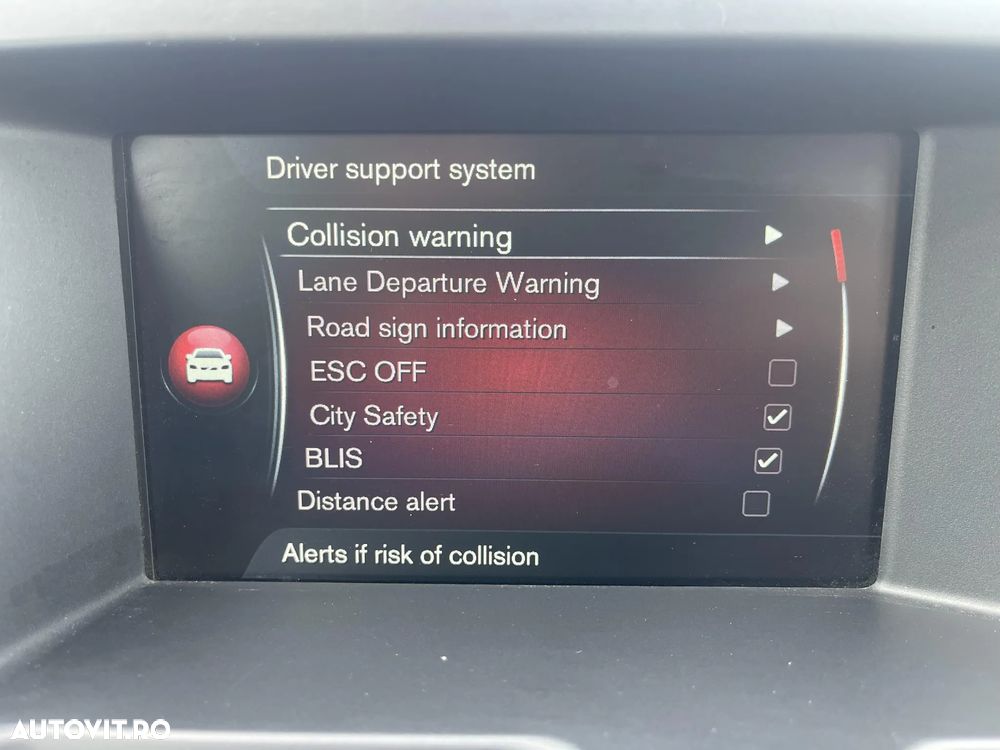 Driver support system
Collision warning
Lane Departure Warning
Road sign information
ESC OFF
City Safety
BLIS
Distance alert
Alerts if risk of collision
AUTOVIT.RO